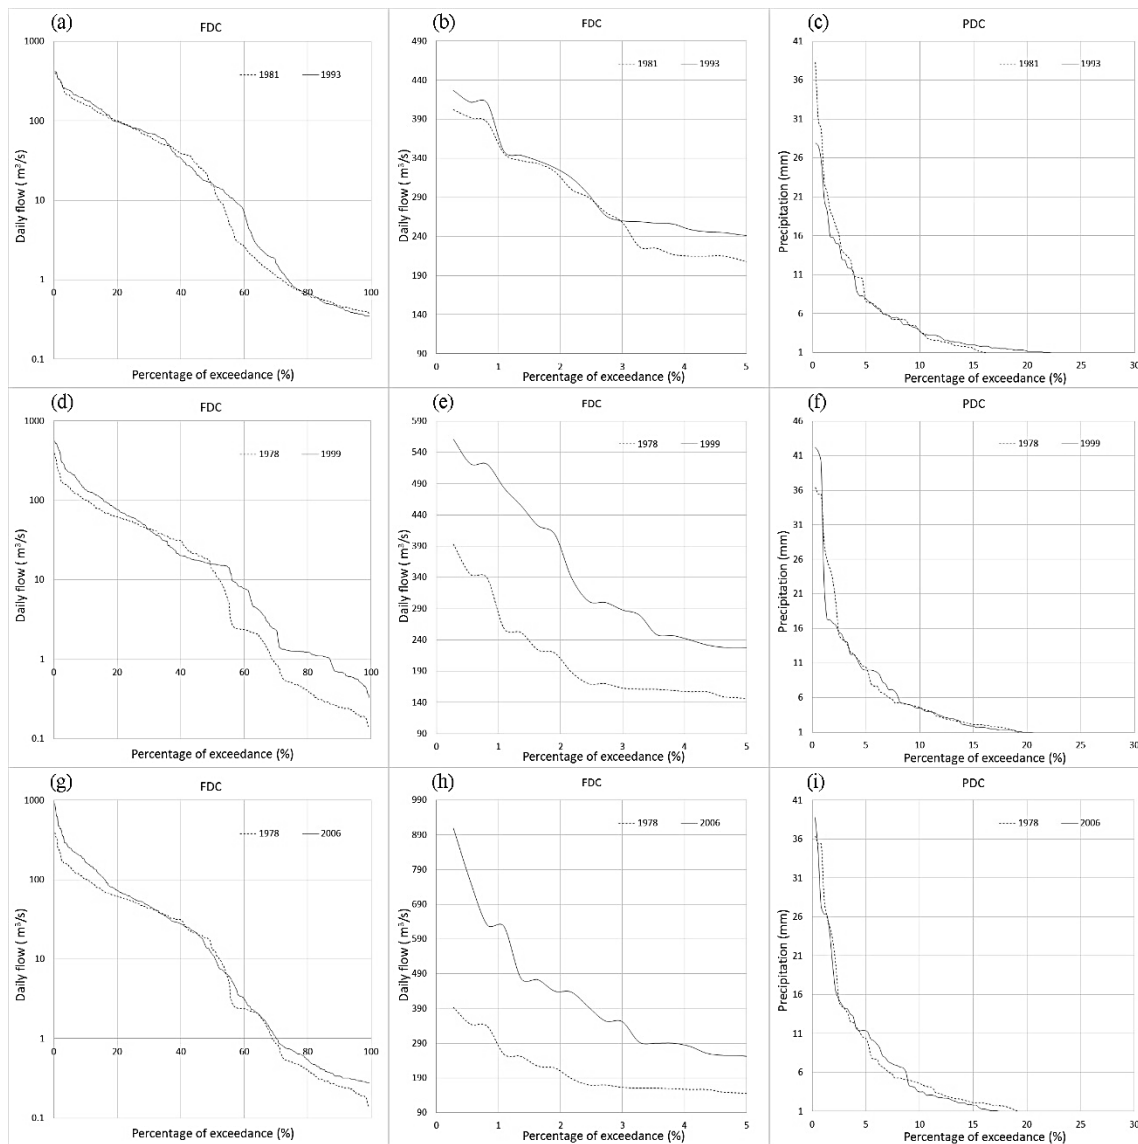 (a)
FDC
1000
100
10
1
0.1
Daily flow ( m³/s)
1981 1993
0 20 40 60 80 100
Percentage of exceedance (%)
(b)
FDC
490
440
390
340
290
240
190
140
90
Daily flow ( m³/s)
1981 1993
0 1 2 3 4 5
Percentage of exceedance (%)
(c)
PDC
41
36
31
26
21
16
11
6
1
Precipitation (mm)
1981 1993
0 5 10 15 20 25 30
Percentage of exceedance (%)
(d)
FDC
1000
100
10
1
0.1
Daily flow ( m³/s)
1978 1999
0 20 40 60 80 100
Percentage of exceedance (%)
(e)
FDC
590
540
490
440
390
340
290
240
190
140
90
Daily flow ( m³/s)
1978 1999
0 1 2 3 4 5
Percentage of exceedance (%)
(f)
PDC
46
41
36
31
26
21
16
11
6
1
Precipitation (mm)
1978 1999
0 5 10 15 20 25 30
Percentage of exceedance (%)
(g)
FDC
1000
100
10
1
0.1
Daily flow ( m³/s)
1978 2006
0 20 40 60 80 100
Percentage of exceedance (%)
(h)
FDC
990
890
790
690
590
490
390
290
190
90
Daily flow ( m³/s)
1978 2006
0 1 2 3 4 5
Percentage of exceedance (%)
(i)
PDC
41
36
31
26
21
16
11
6
1
Precipitation (mm)
1978 2006
0 5 10 15 20 25 30
Percentage of exceedance (%)